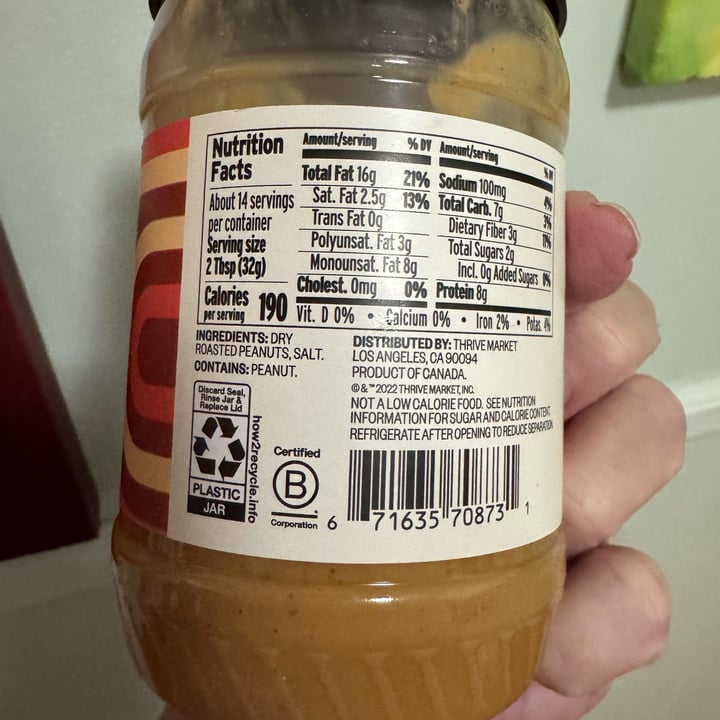 Nutrition
Facts
About 14 servings
per container
Serving size
2 Tbsp (32g)
Calories
per serving 190
Amount/serving % DV
Total Fat 16g 21%
Sat. Fat 2.5g 13%
Trans Fat 0g
Polyunsat. Fat 3g
Monounsat. Fat 8g
Cholest. 0mg 0%
Amount/serving % DV
Sodium 100mg 4%
Total Carb. 7g 3%
Dietary Fiber 3g 11%
Total Sugars 2g
Incl. 0g Added Sugars 0%
Protein 8g
Vit. D 0% • Calcium 0% • Iron 2% • Potas. 4%
INGREDIENTS: DRY
ROASTED PEANUTS, SALT.
CONTAINS: PEANUT.
DISTRIBUTED BY: THRIVE MARKET
LOS ANGELES, CA 90094
PRODUCT OF CANADA.
©&™2022 THRIVE MARKET, INC.
NOT A LOW CALORIE FOOD. SEE NUTRITION
INFORMATION FOR SUGAR AND CALORIE CONTENT.
REFRIGERATE AFTER OPENING TO REDUCE SEPARATION.
Discard Seal,
Rinse Jar &
Replace Lid
PLASTIC
JAR
how2recycle.info
Certified
B
Corporation
6 71635 70873 1